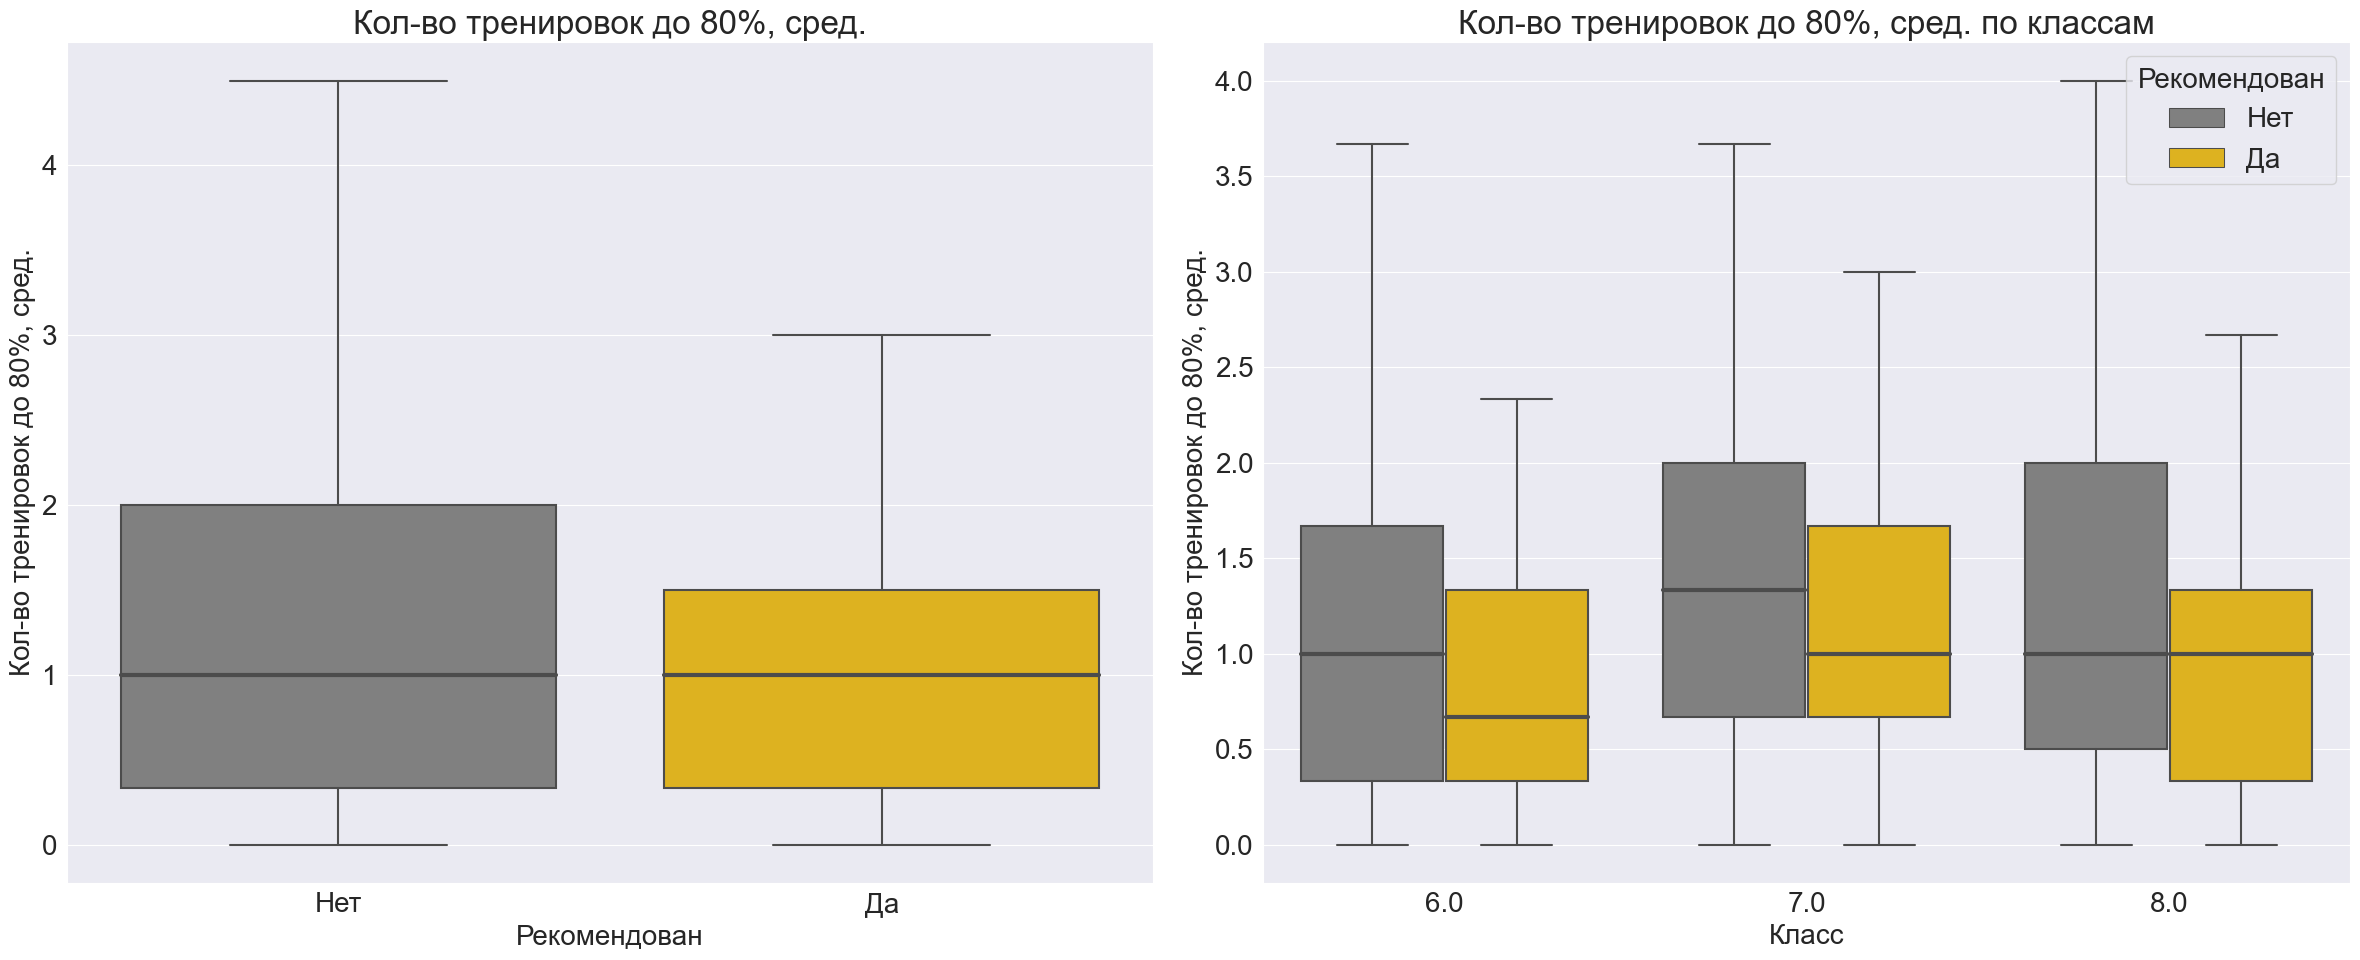 Кол-во тренировок до 80%, сред.
Кол-во тренировок до 80%, сред.
4
3
2
1
0
Нет
Да
Рекомендован
Кол-во тренировок до 80%, сред. по классам
Кол-во тренировок до 80%, сред.
4.0
3.5
3.0
2.5
2.0
1.5
1.0
0.5
0.0
Рекомендован
Нет
Да
6.0
7.0
8.0
Класс